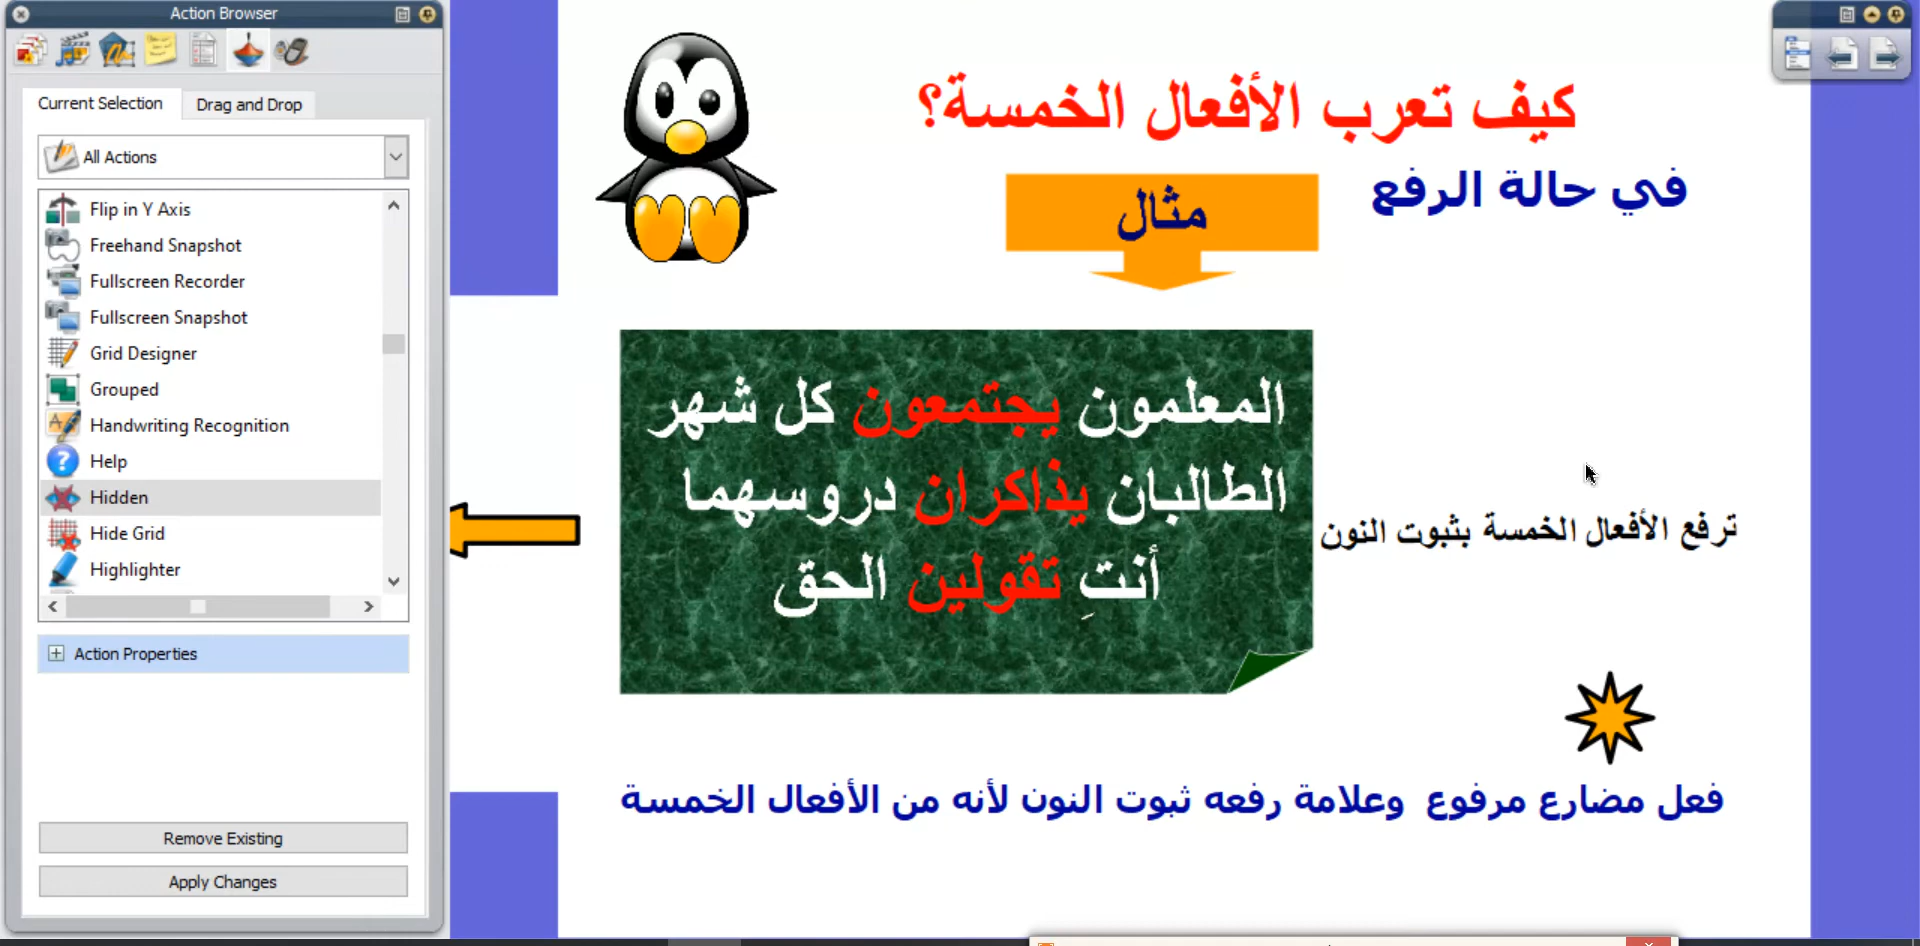 Action Browser
Current Selection
Drag and Drop
All Actions
Flip in Y Axis
Freehand Snapshot
Fullscreen Recorder
Fullscreen Snapshot
Grid Designer
Grouped
Handwriting Recognition
Help
Hidden
Hide Grid
Highlighter
Action Properties
Remove Existing
Apply Changes
كيف تعرب الأفعال الخمسة؟
في حالة الرفع
مثال
المعلمون يجتمعون كل شهر
الطالبان يذاكران دروسهما
أنتِ تقولين الحق
ترفع الأفعال الخمسة بثبوت النون
فعل مضارع مرفوع وعلامة رفعه ثبوت النون لأنه من الأفعال الخمسة